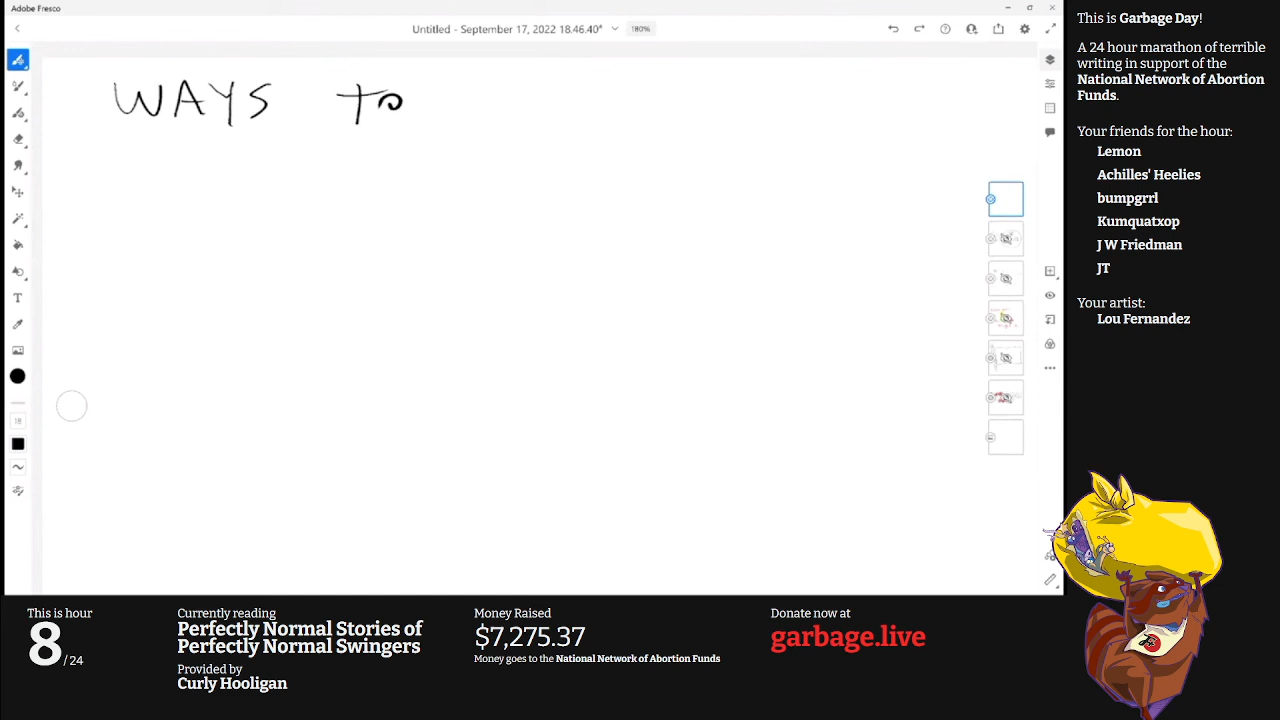 Adobe Fresco
Untitled - September 17, 2022 18.46.40*
180%
WAYS TO
18
T
This is Garbage Day!
A 24 hour marathon of terrible
writing in support of the
National Network of Abortion
Funds.
Your friends for the hour:
Lemon
Achilles' Heelies
bumpgrrl
Kumquatxop
J W Friedman
JT
Your artist:
Lou Fernandez
This is hour
8 / 24
Currently reading
Perfectly Normal Stories of
Perfectly Normal Swingers
Provided by
Curly Hooligan
Money Raised
$7,275.37
Money goes to the National Network of Abortion Funds
Donate now at
garbage.live